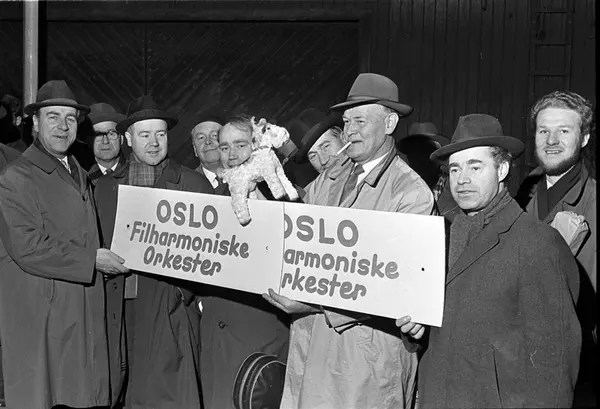 OSLO
Filharmoniske
Orkester
OSLO
armoniske
rkester